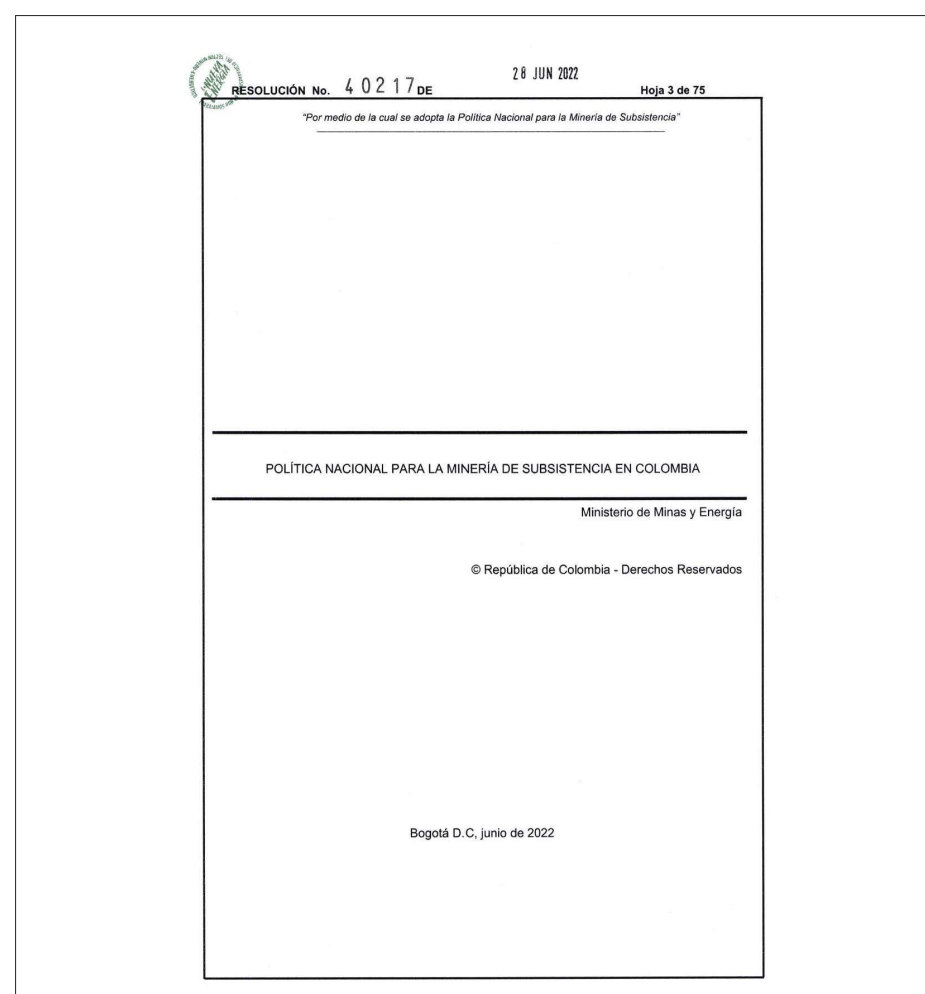 NUEVA
ENERGÍA
28 JUN 2022
RESOLUCIÓN No. 40217 DE Hoja 3 de 75
"Por medio de la cual se adopta la Política Nacional para la Minería de Subsistencia"
POLÍTICA NACIONAL PARA LA MINERÍA DE SUBSISTENCIA EN COLOMBIA
Ministerio de Minas y Energía
© República de Colombia - Derechos Reservados
Bogotá D.C, junio de 2022